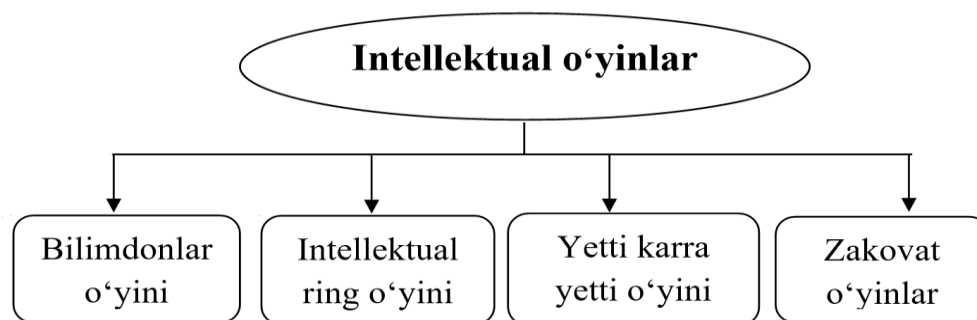 Intellektual o‘yinlar
Bilimdonlar
o‘yini
Intellektual
ring o‘yini
Yetti karra
yetti o‘yini
Zakovat
o‘yinlar